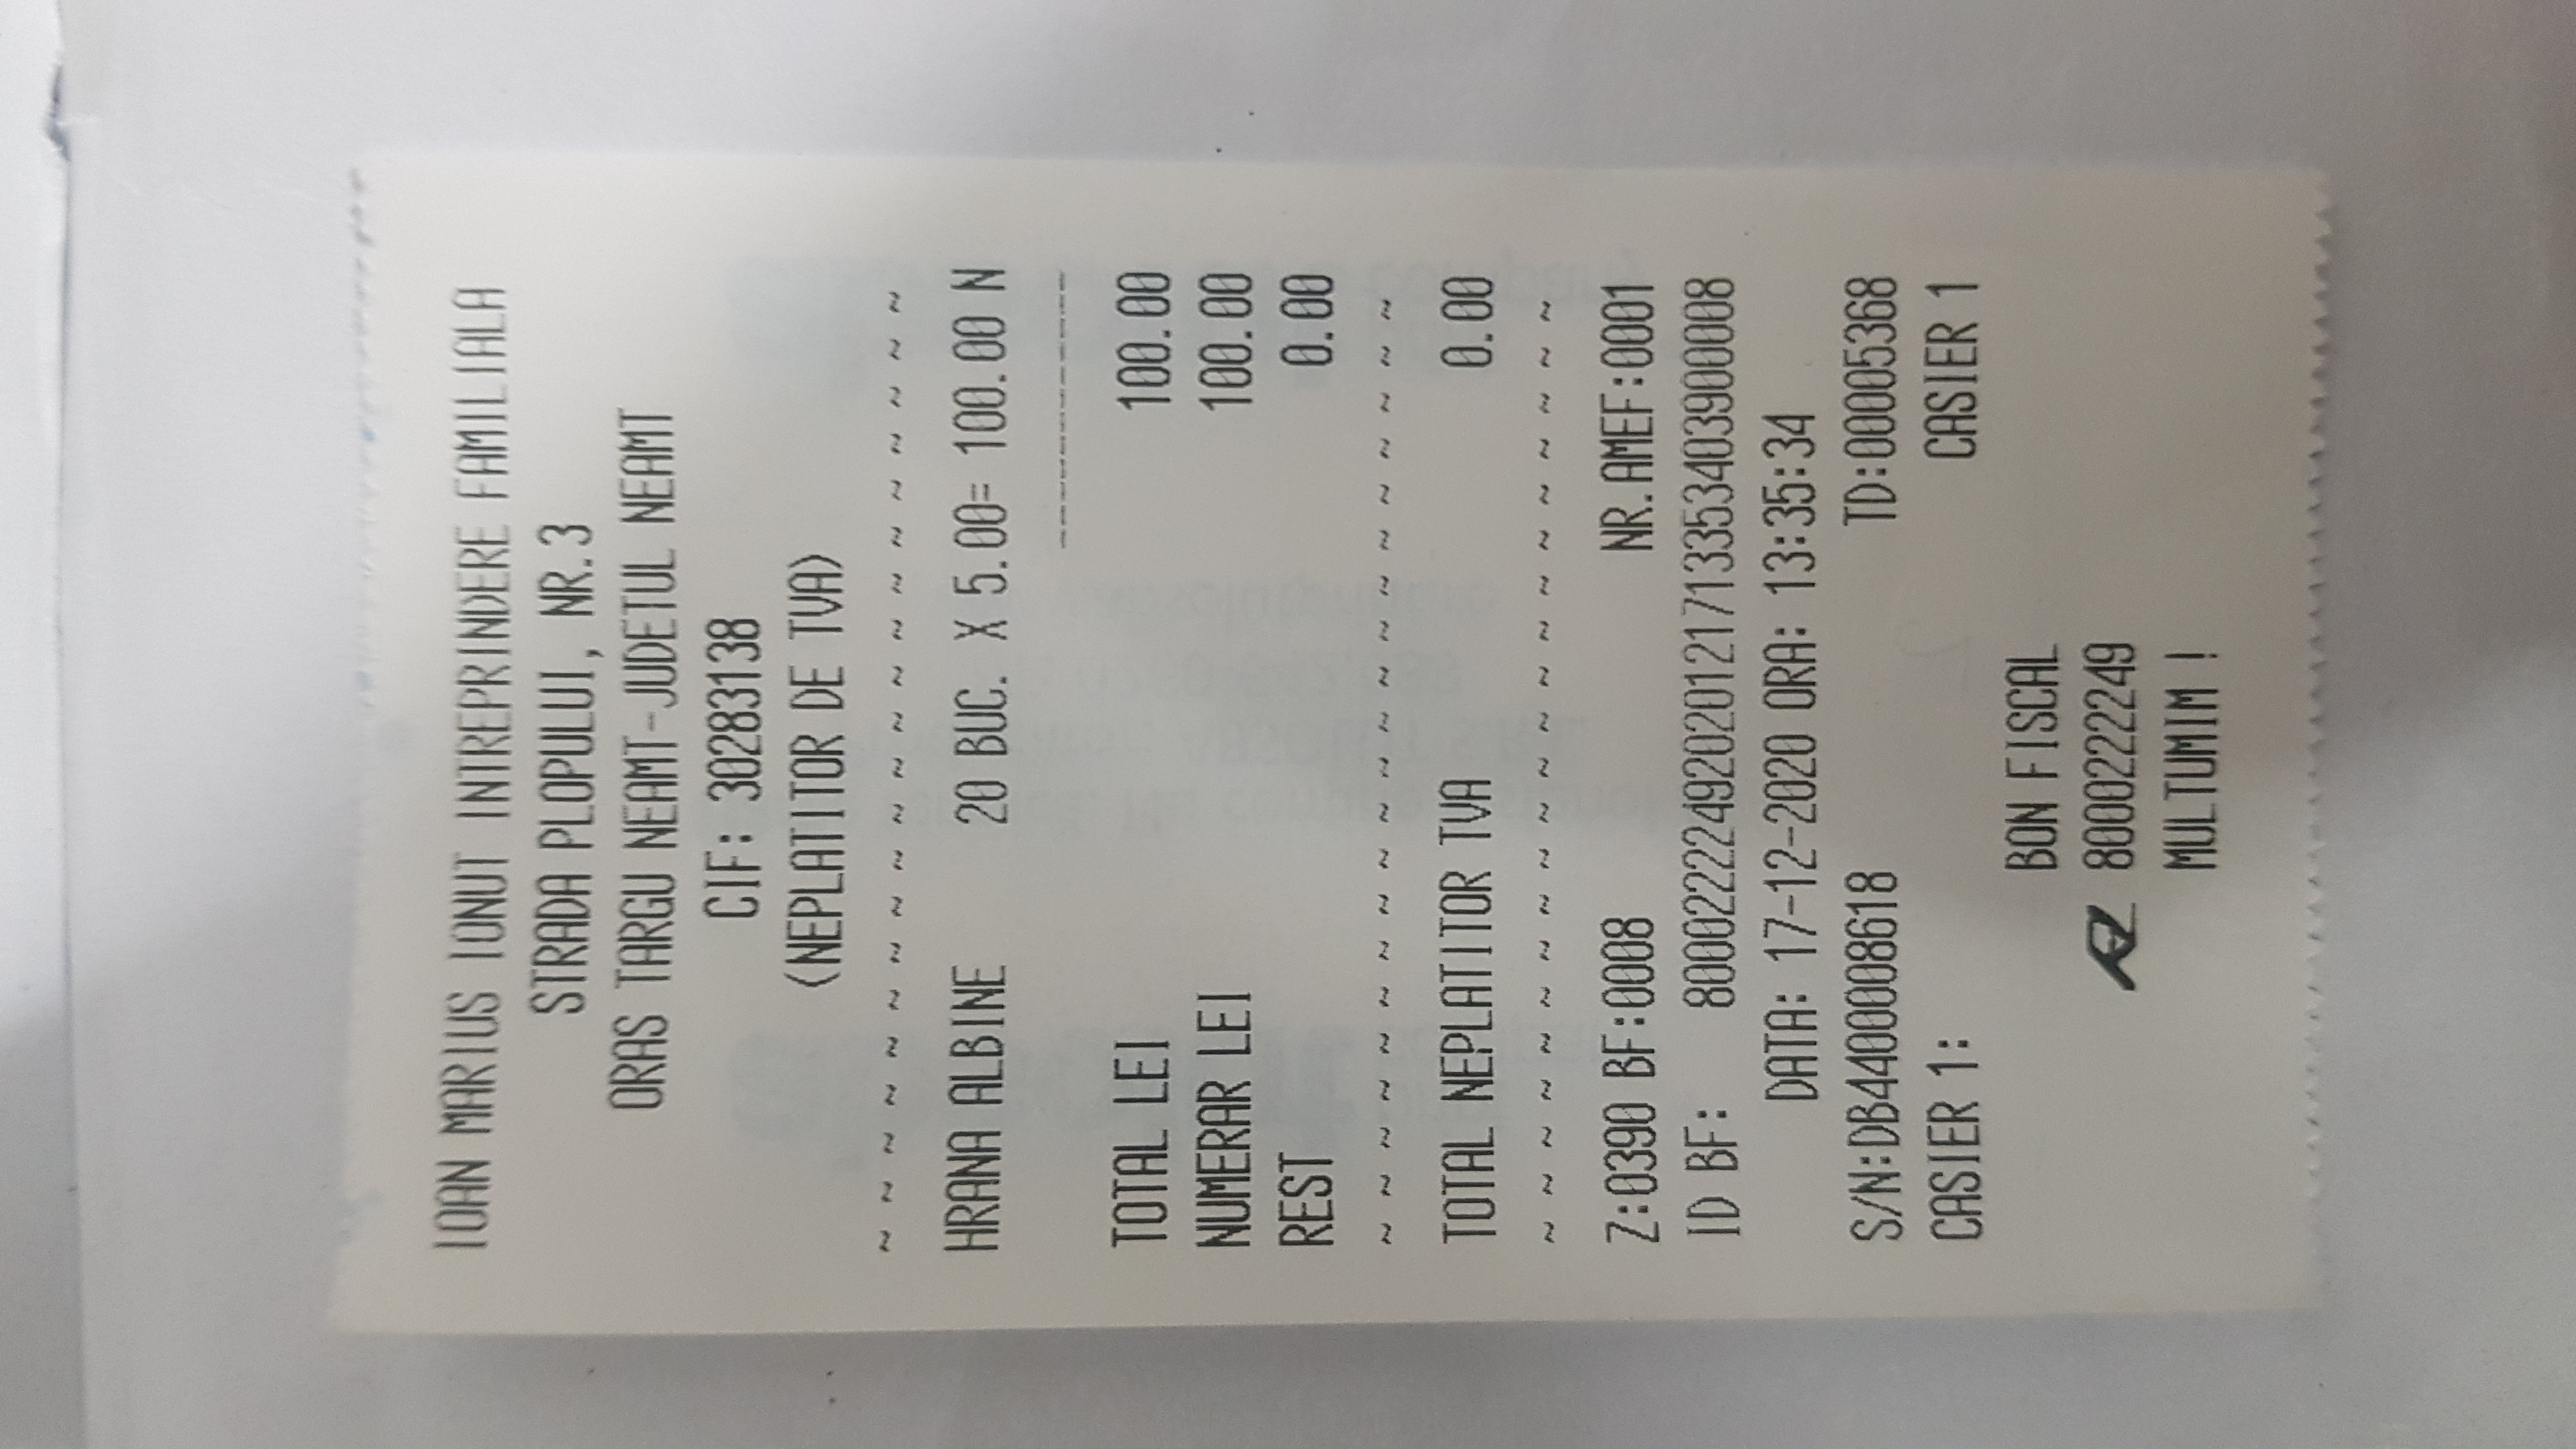 IOAN MARIUS IONUT INTREPRINDERE FAMILIALA
STRADA PLOPULUI, NR.3
ORAS TARGU NEAMT-JUDETUL NEAMT
CIF: 30283138
(NEPLATITOR DE TVA)
~ ~ ~ ~ ~ ~ ~ ~ ~ ~ ~ ~ ~ ~ ~ ~ ~ ~ ~ ~ ~
HRANA ALBINE 20 BUC. X 5.00= 100.00 N
------------
TOTAL LEI 100.00
NUMERAR LEI 100.00
REST 0.00
~ ~ ~ ~ ~ ~ ~ ~ ~ ~ ~ ~ ~ ~ ~ ~ ~ ~ ~ ~ ~
TOTAL NEPLATITOR TVA 0.00
~ ~ ~ ~ ~ ~ ~ ~ ~ ~ ~ ~ ~ ~ ~ ~ ~ ~ ~ ~ ~
Z:0390 BF:0008 NR.AMEF:0001
ID BF: 80002222492020121713353403900008
DATA: 17-12-2020 ORA: 13:35:34
S/N:DB4400008618 TD:00005368
CASIER 1: CASIER 1
BON FISCAL
8000222249
MULTUMIM !